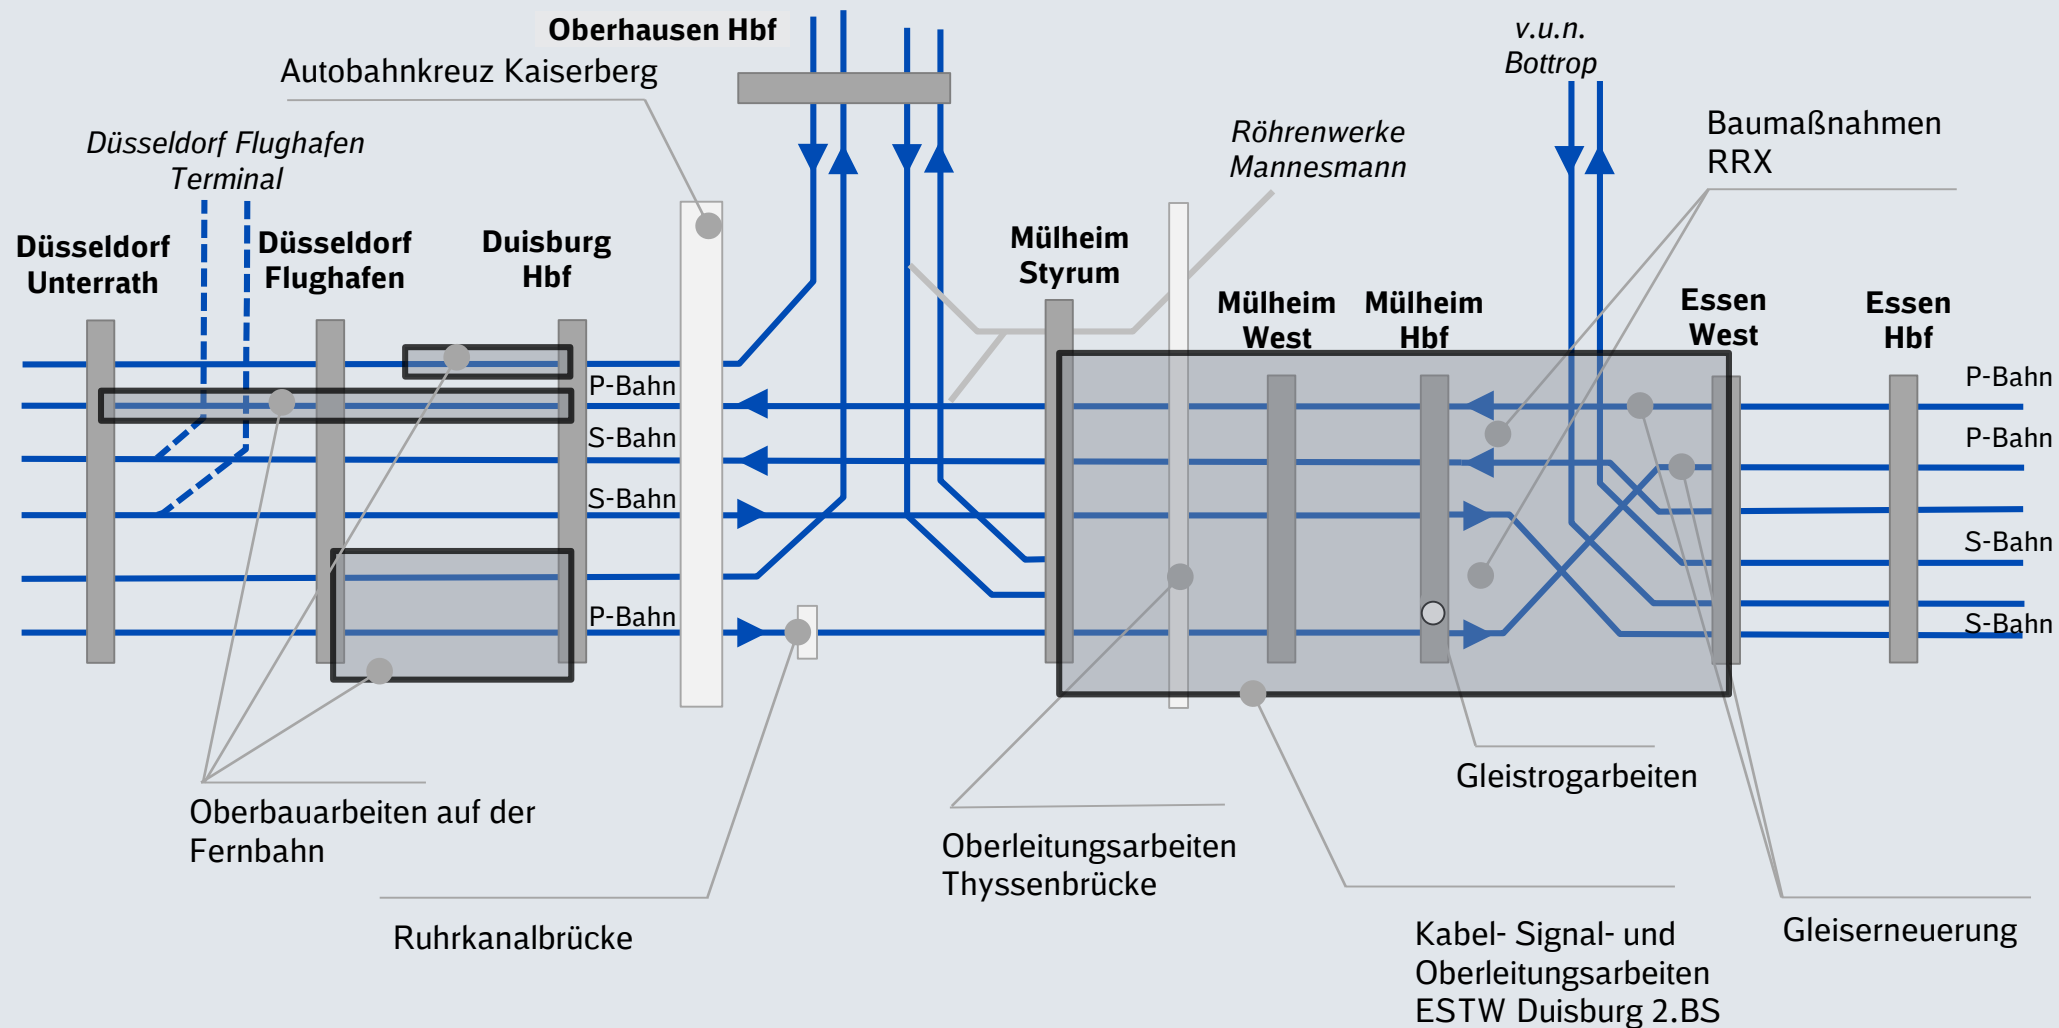 Oberhausen Hbf
v.u.n.
Bottrop
Autobahnkreuz Kaiserberg
Düsseldorf Flughafen
Terminal
Röhrenwerke
Mannesmann
Baumaßnahmen
RRX
Düsseldorf
Unterrath
Düsseldorf
Flughafen
Duisburg
Hbf
Mülheim
Styrum
Mülheim
West
Mülheim
Hbf
Essen
West
Essen
Hbf
P-Bahn
S-Bahn
S-Bahn
P-Bahn
P-Bahn
P-Bahn
S-Bahn
S-Bahn
Oberbauarbeiten auf der
Fernbahn
Ruhrkanalbrücke
Oberleitungsarbeiten
Thyssenbrücke
Gleistrogarbeiten
Kabel- Signal- und
Oberleitungsarbeiten
ESTW Duisburg 2.BS
Gleiserneuerung